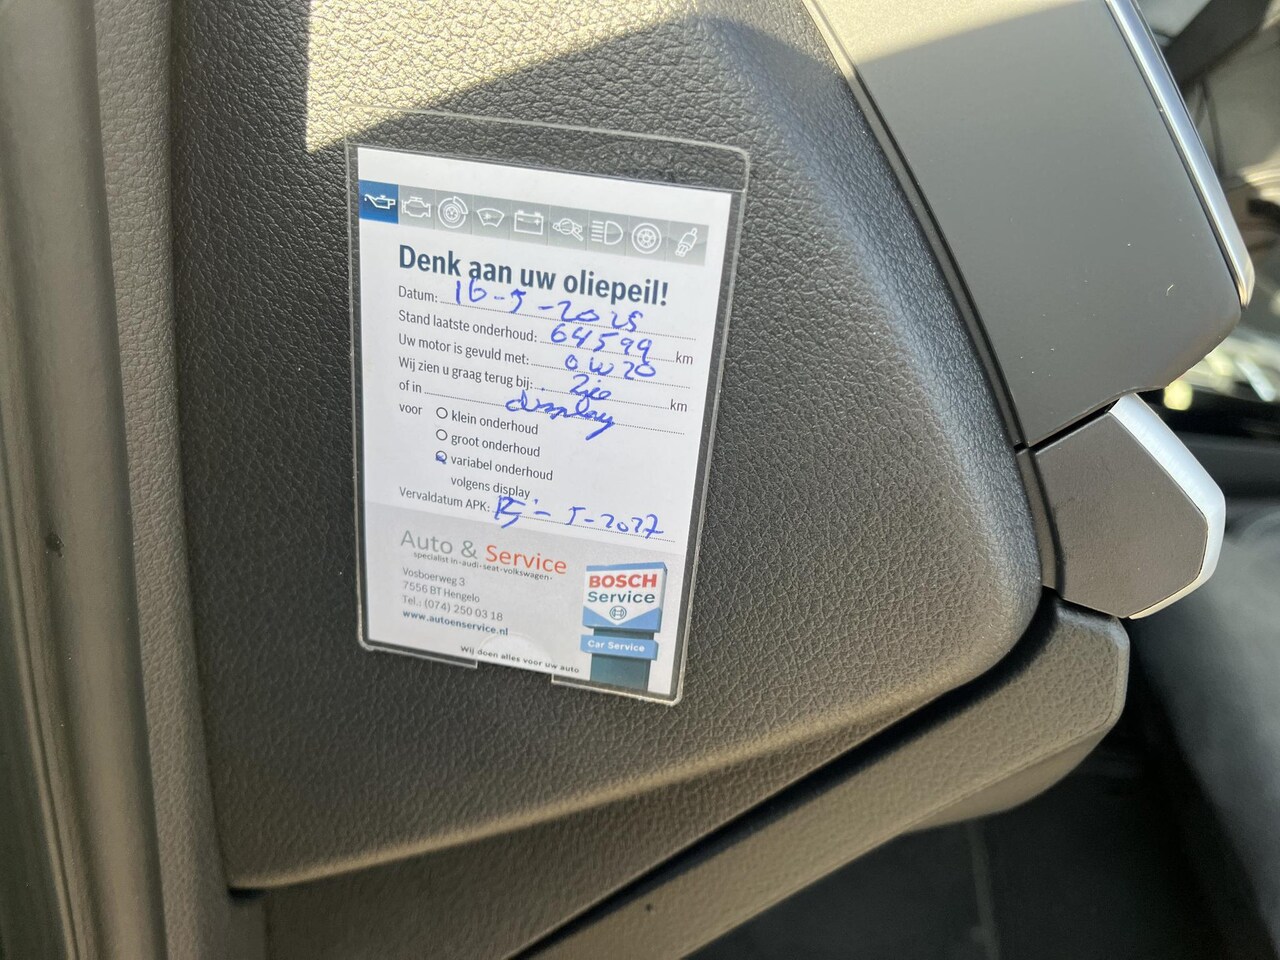 Denk aan uw oliepeil!
Datum: 16-5-2025
Stand laatste onderhoud: 64599 km
Uw motor is gevuld met: 0W20
Wij zien u graag terug bij: Zie km
of in display
voor klein onderhoud
groot onderhoud
variabel onderhoud
volgens display
Vervaldatum APK: -5-2027
Auto & Service
specialist in-audi-seat-volkswagen-
Vosboerweg 3
7556 BT Hengelo
Tel.: (074) 250 03 18
www.autoenservice.nl
BOSCH
Service
Car Service
Wij doen alles voor uw auto